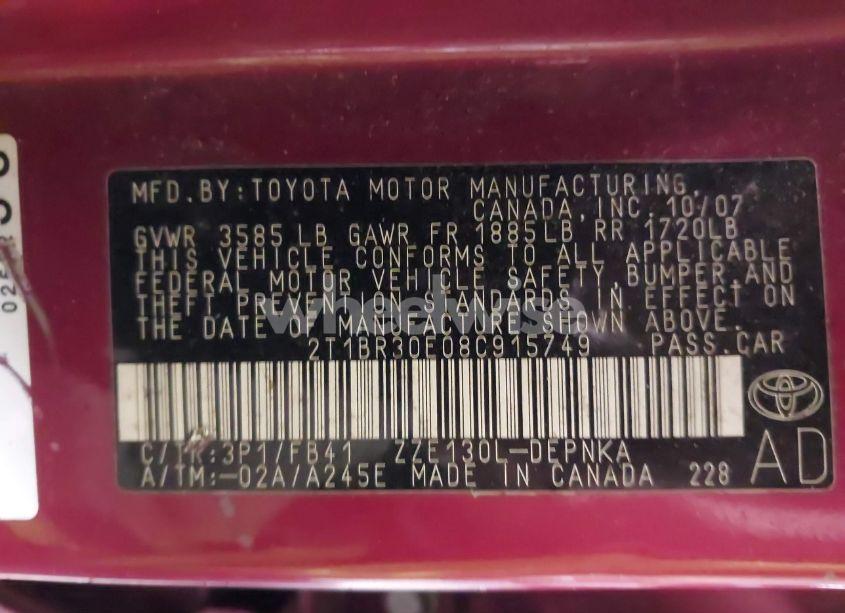 MFD. BY: TOYOTA MOTOR MANUFACTURING,
CANADA, INC. 10/07
GVWR 3585 LB GAWR FR 1885LB RR 1720LB
THIS VEHICLE CONFORMS TO ALL APPLICABLE
FEDERAL MOTOR VEHICLE SAFETY, BUMPER, AND
THEFT PREVENTION STANDARDS IN EFFECT ON
THE DATE OF MANUFACTURE SHOWN ABOVE.
2T1BR30E08C915749 PASS. CAR
C/TR: 3P1/FB41 ZZE130L-DEPNKA
A/TM:-02A/A245E MADE IN CANADA 228
AD
wheelwise